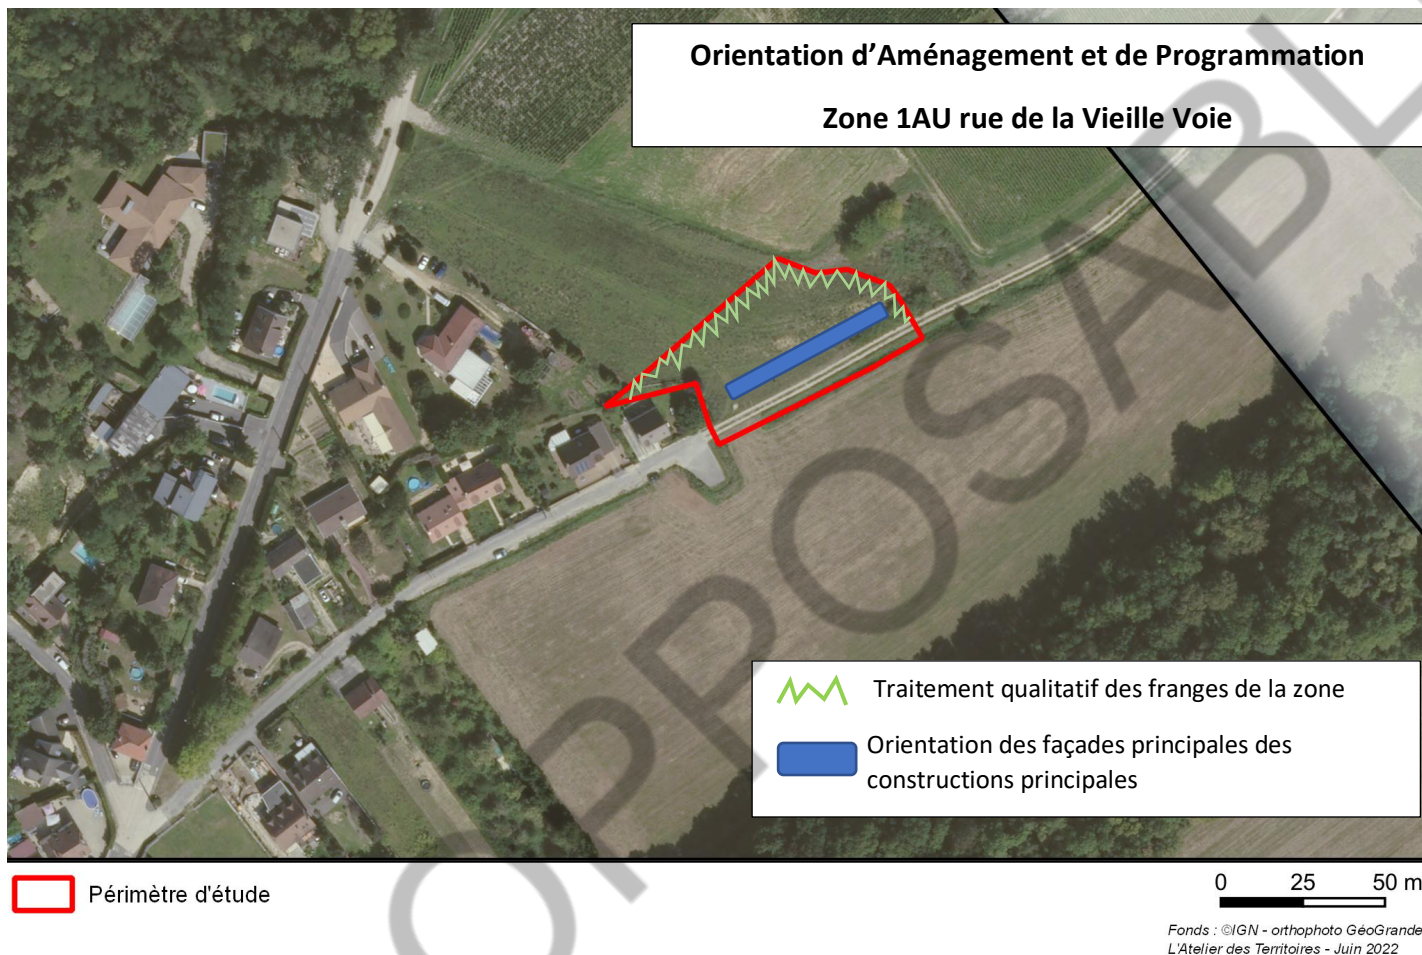 Orientation d'Aménagement et de Programmation
Zone 1AU rue de la Vieille Voie
Traitement qualitatif des franges de la zone
Orientation des façades principales des
constructions principales
Périmètre d'étude
0 25 50 m
Fonds : ©IGN - orthophoto GéoGrande
L'Atelier des Territoires - Juin 2022
OPPOSABL